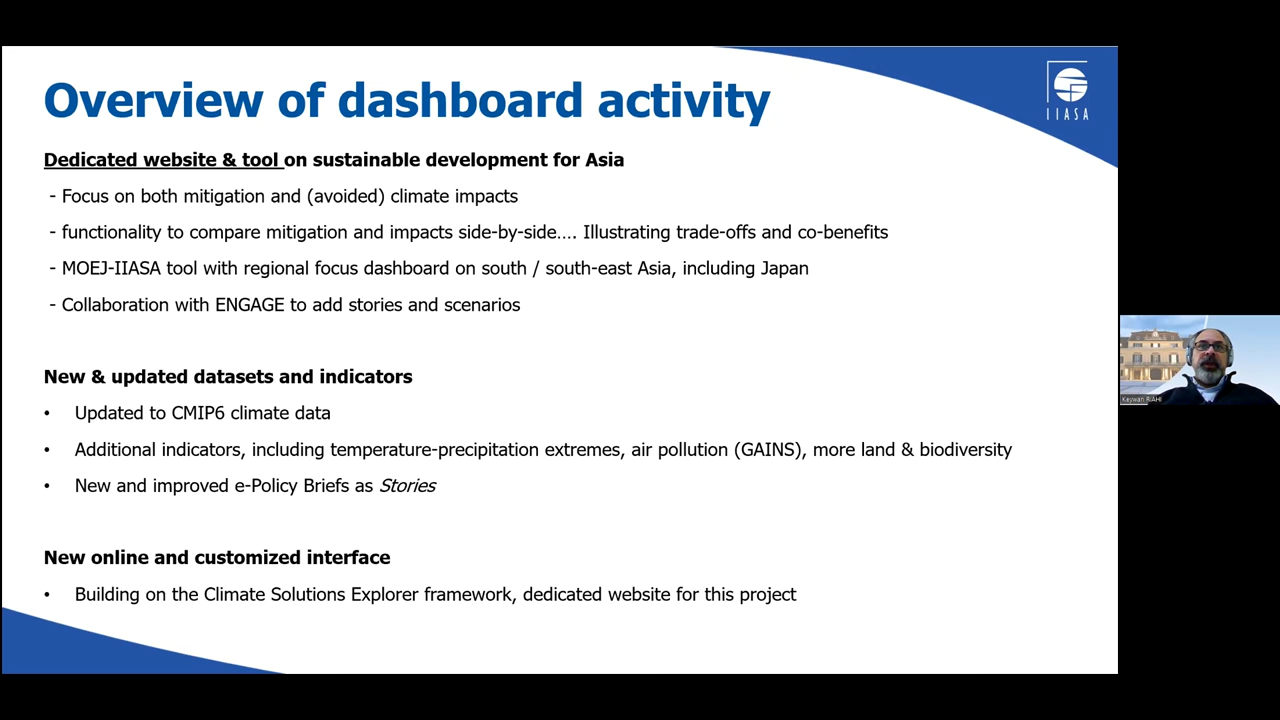 Overview of dashboard activity
IIASA
Dedicated website & tool on sustainable development for Asia
- Focus on both mitigation and (avoided) climate impacts
- functionality to compare mitigation and impacts side-by-side…. Illustrating trade-offs and co-benefits
- MOEJ-IIASA tool with regional focus dashboard on south / south-east Asia, including Japan
- Collaboration with ENGAGE to add stories and scenarios
New & updated datasets and indicators
• Updated to CMIP6 climate data
• Additional indicators, including temperature-precipitation extremes, air pollution (GAINS), more land & biodiversity
• New and improved e-Policy Briefs as Stories
New online and customized interface
• Building on the Climate Solutions Explorer framework, dedicated website for this project
Keywan RIAHI